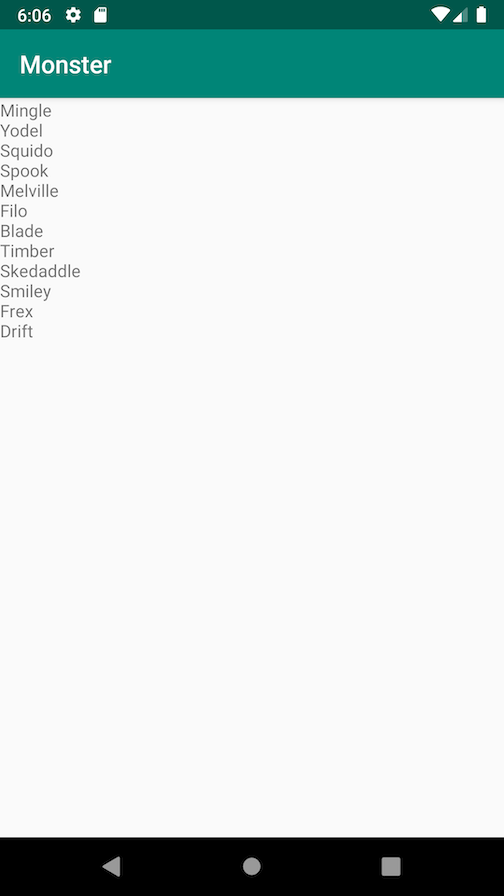 6:06
Monster
Mingle
Yodel
Squido
Spook
Melville
Filo
Blade
Timber
Skedaddle
Smiley
Frex
Drift